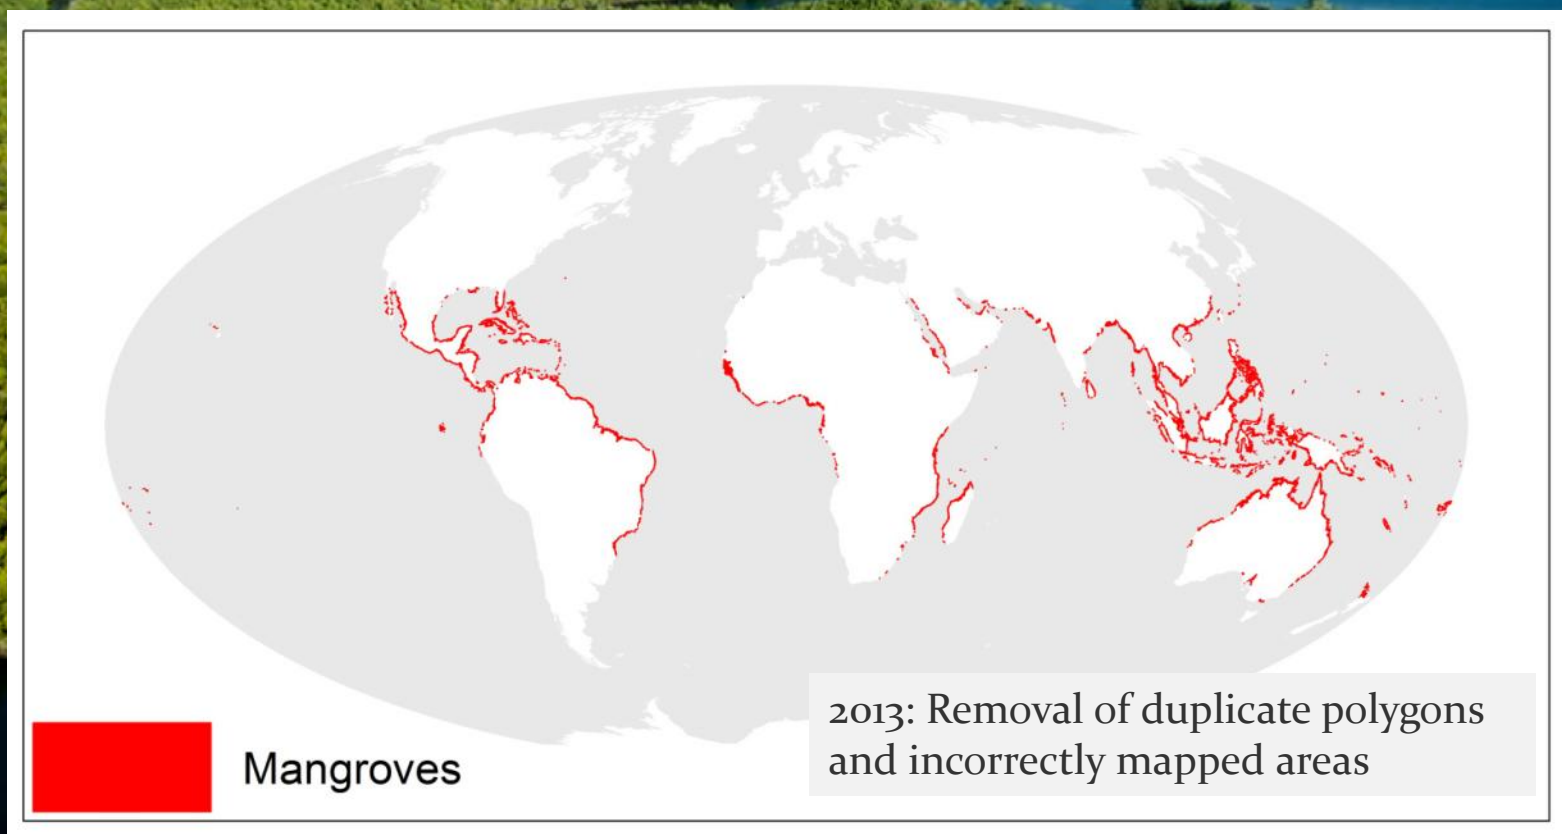 2013: Removal of duplicate polygons
and incorrectly mapped areas
Mangroves